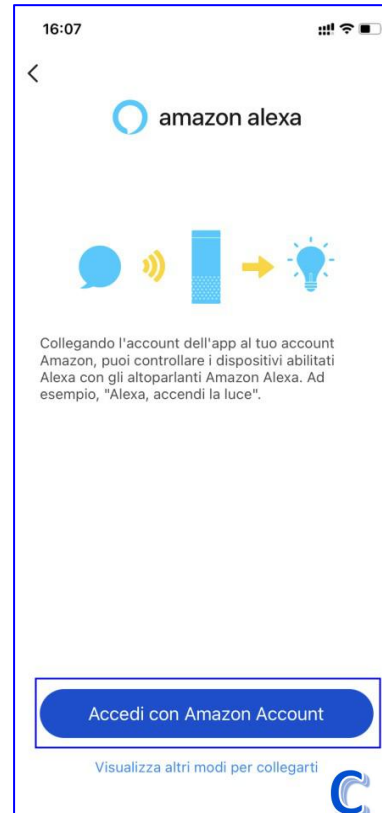 16:07
amazon alexa
Collegando l'account dell'app al tuo account
Amazon, puoi controllare i dispositivi abilitati
Alexa con gli altoparlanti Amazon Alexa. Ad
esempio, "Alexa, accendi la luce".
Accedi con Amazon Account
Visualizza altri modi per collegarti
C